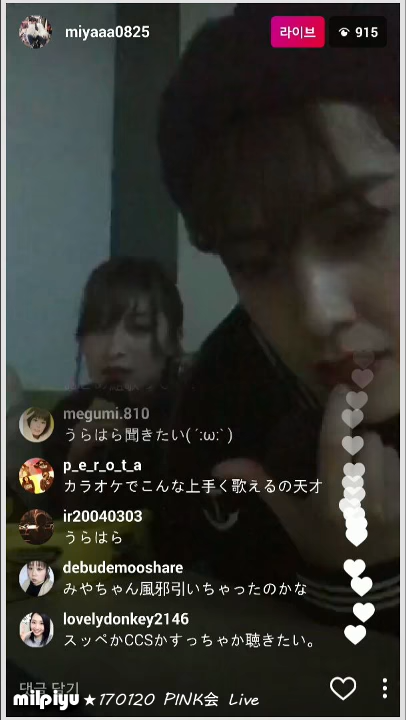 miyaaa0825
라이브
915
megumi.810
うらはら聞きたい(´:ω:`)
p_e_r_o_t_a
カラオケでこんな上手く歌えるの天才
ir20040303
うらはら
debudemooshare
みやちゃん風邪引いちゃったのかな
lovelydonkey2146
スッペかCCSかすっちゃか聴きたい。
댓글 달기
milpiyu ★170120 PINK会 Live